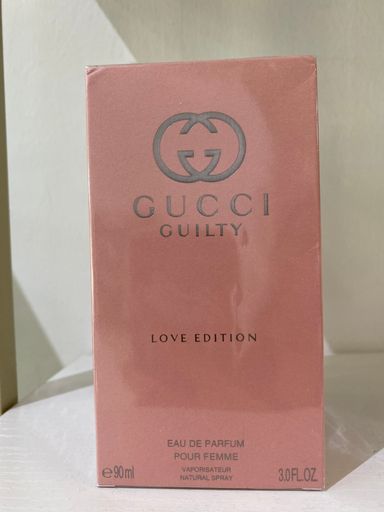 GUCCI
GUILTY
LOVE EDITION
EAU DE PARFUM
POUR FEMME
VAPORISATEUR
NATURAL SPRAY
℮90ml
3.0FL.OZ.